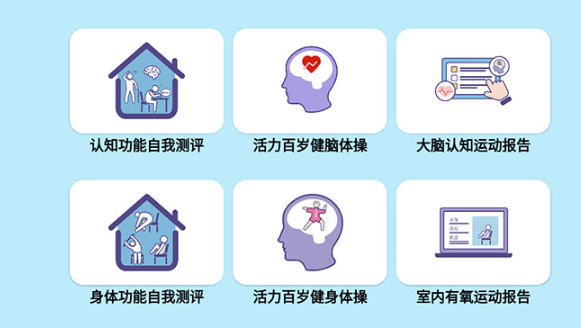 认知功能自我测评
活力百岁健脑体操
大脑认知运动报告
身体功能自我测评
活力百岁健身体操
室内有氧运动报告